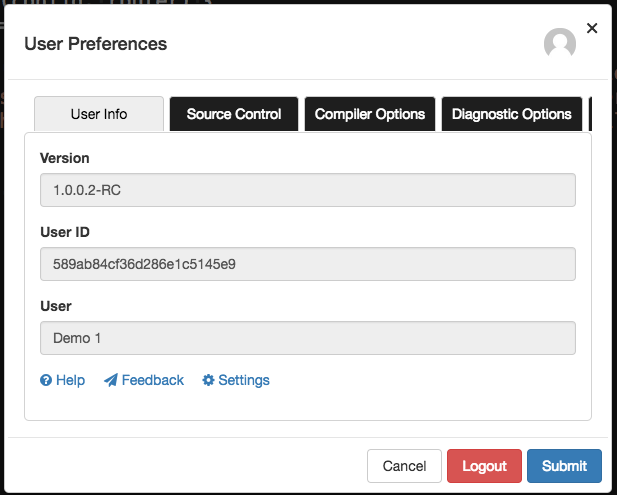 User Preferences
×
User Info
Source Control
Compiler Options
Diagnostic Options
Version
1.0.0.2-RC
User ID
589ab84cf36d286e1c5145e9
User
Demo 1
Help
Feedback
Settings
Cancel
Logout
Submit